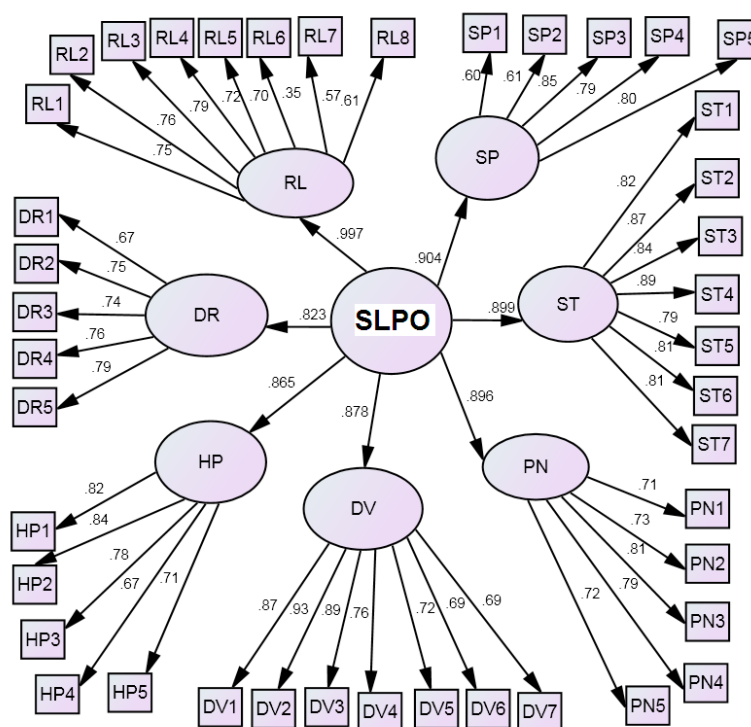 RL1
RL2
RL3
RL4
RL5
RL6
RL7
RL8
.75
.76
.79
.72
.70
.35
.57
.61
RL
.997
SP1
SP2
SP3
SP4
SP5
.60
.61
.85
.79
.80
SP
.904
ST1
ST2
ST3
ST4
ST5
ST6
ST7
.82
.87
.84
.89
.79
.81
.81
ST
.899
SLPO
DR1
DR2
DR3
DR4
DR5
.67
.75
.74
.76
.79
DR
.823
HP
.865
.82
.84
.78
.67
.71
HP1
HP2
HP3
HP4
HP5
DV
.878
.87
.93
.89
.76
.72
.69
.69
DV1
DV2
DV3
DV4
DV5
DV6
DV7
PN
.896
.71
.73
.81
.79
.72
PN1
PN2
PN3
PN4
PN5